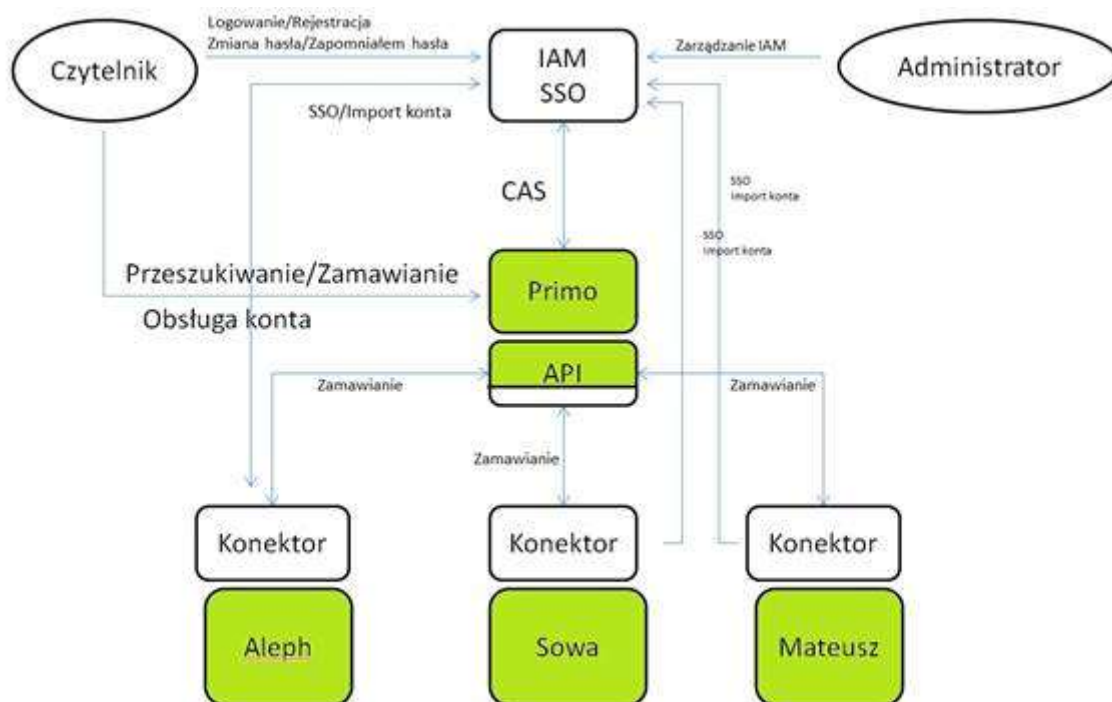 Logowanie/Rejestracja
Zmiana hasła/Zapomniałem hasła
Czytelnik
IAM
SSO
Zarządzanie IAM
Administrator
SSO/Import konta
CAS
SSO
Import konta
SSO
Import konta
Przeszukiwanie/Zamawianie
Obsługa konta
Primo
API
Zamawianie
Zamawianie
Zamawianie
Konektor
Konektor
Konektor
Aleph
Sowa
Mateusz